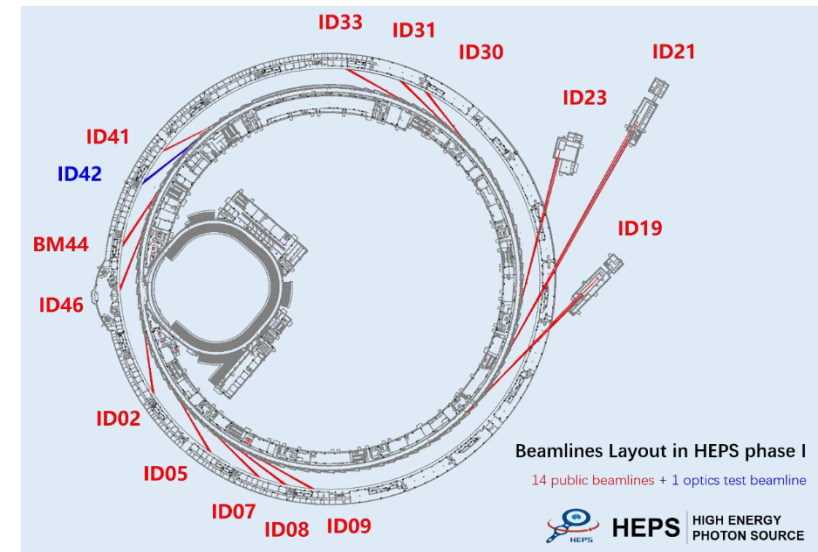 ID33
ID31
ID30
ID21
ID23
ID41
ID42
ID19
BM44
ID46
ID02
ID05
ID07
ID08
ID09
Beamlines Layout in HEPS phase I
14 public beamlines + 1 optics test beamline
HEPS
HEPS
HIGH ENERGY
PHOTON SOURCE